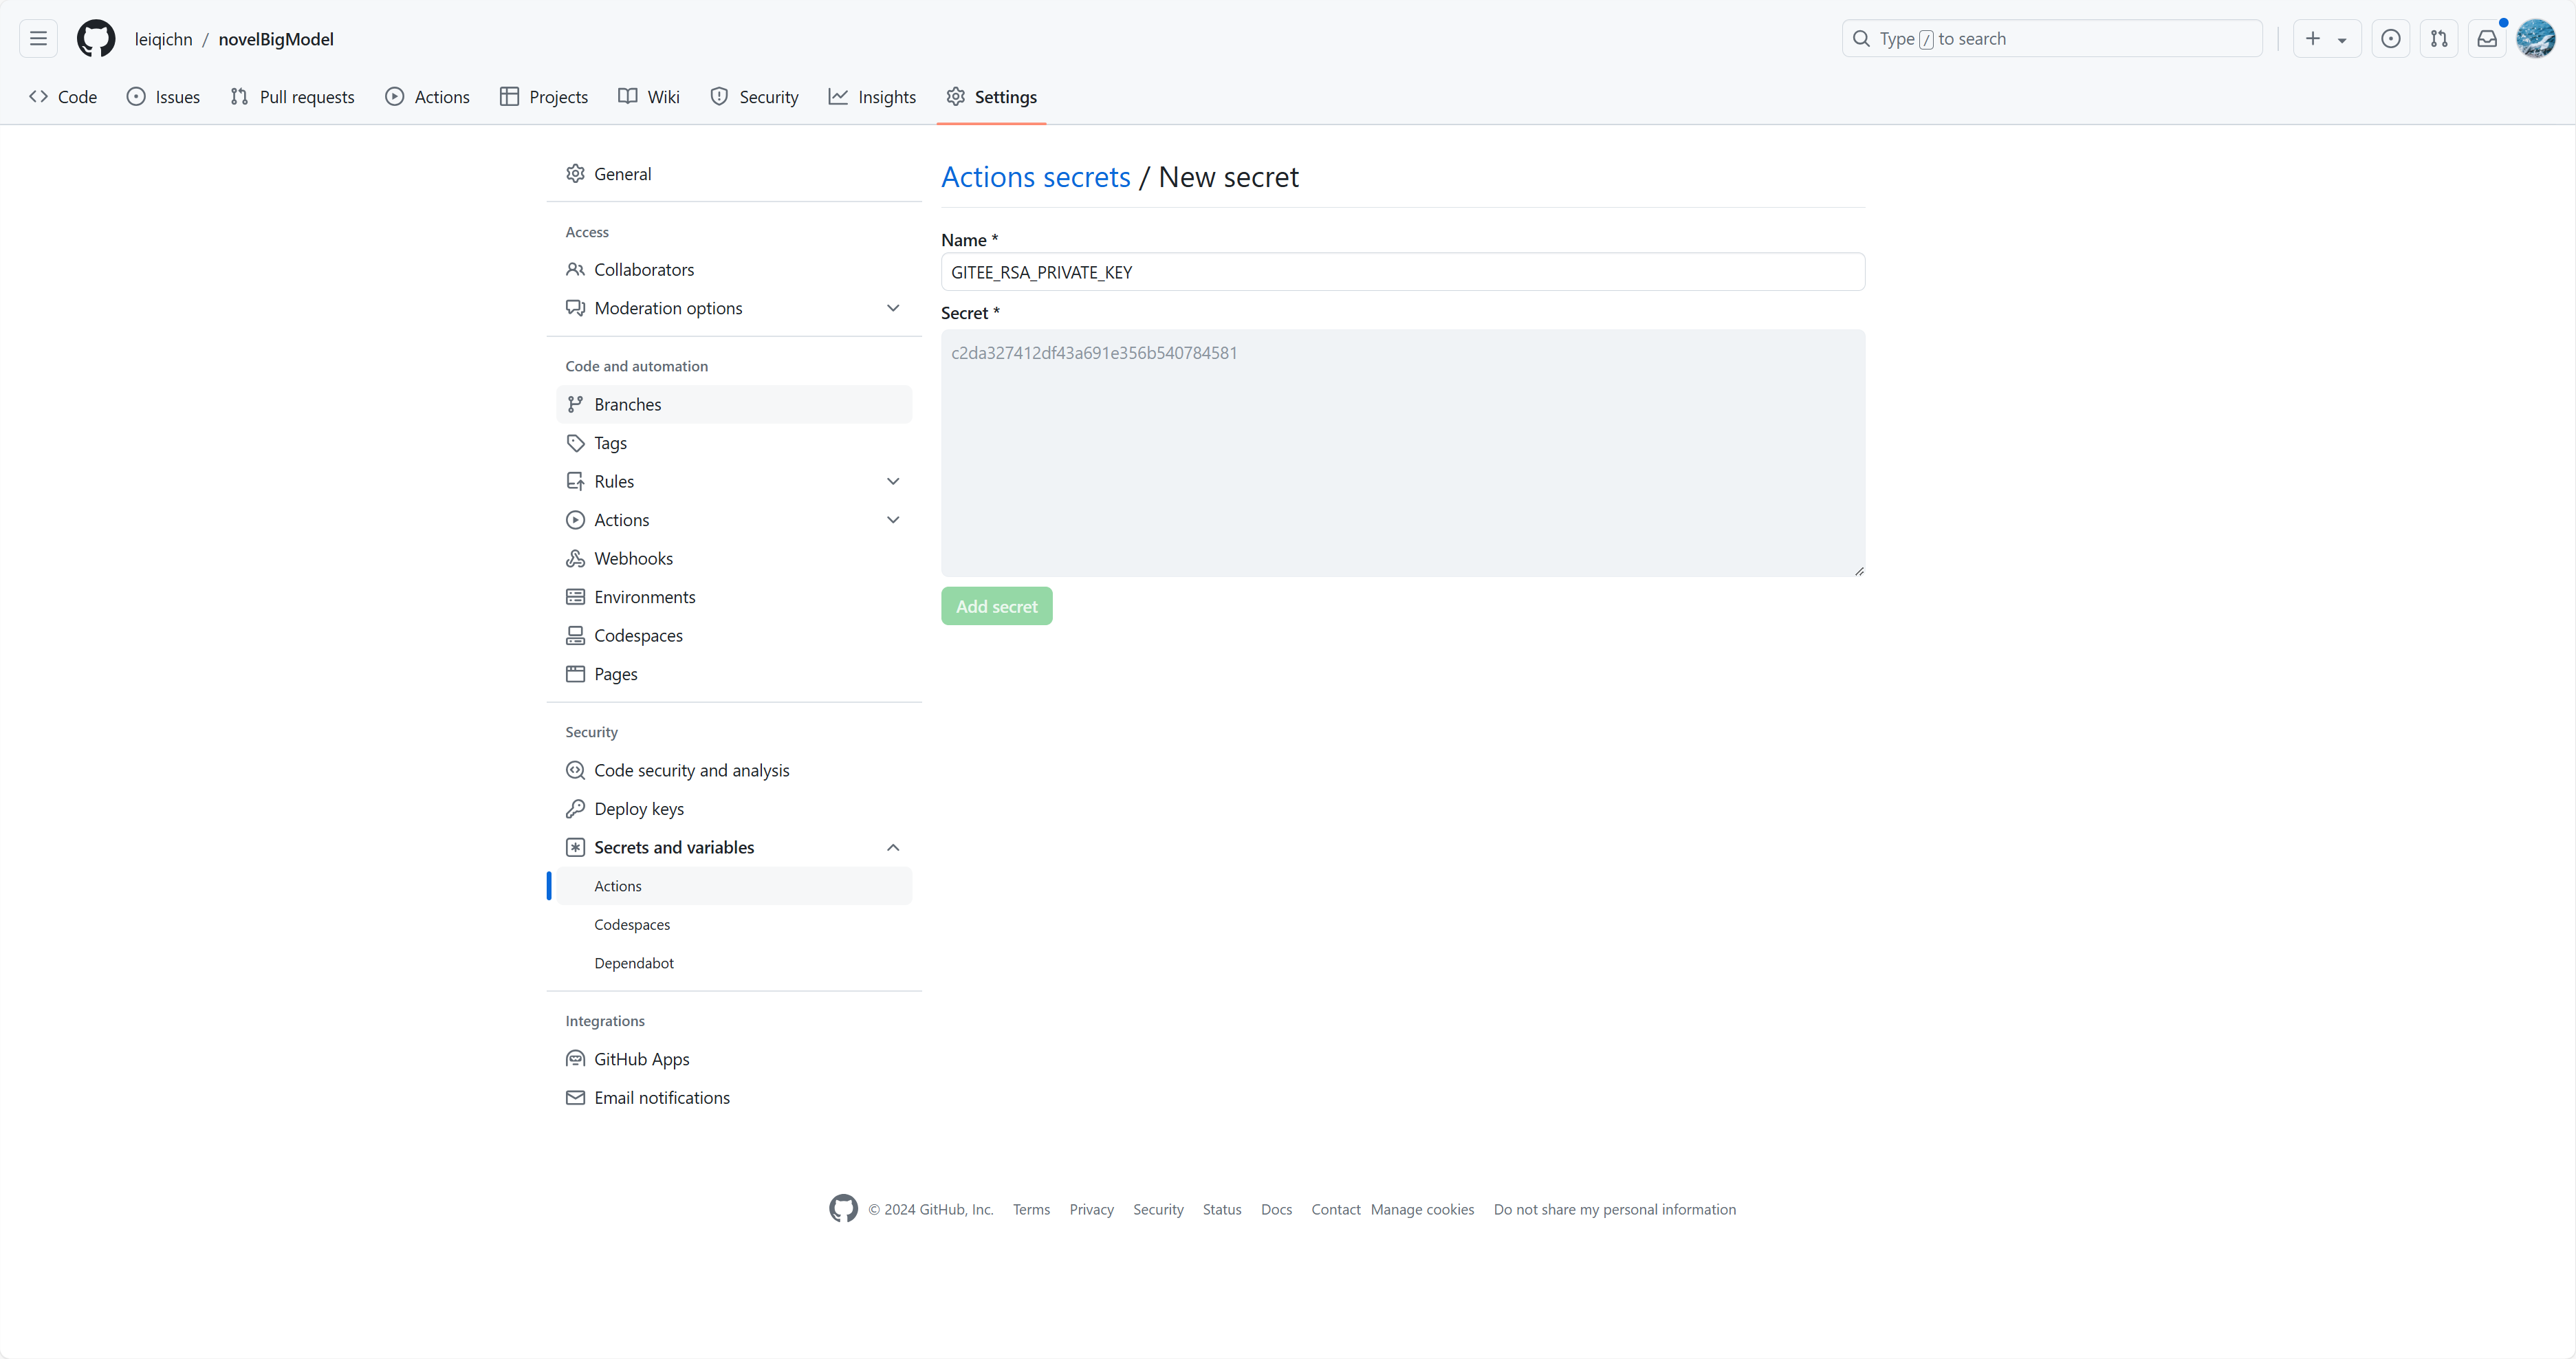 leiqichn / novelBigModel
Type / to search
Code Issues Pull requests Actions Projects Wiki Security Insights Settings
General
Access
Collaborators
Moderation options
Code and automation
Branches
Tags
Rules
Actions
Webhooks
Environments
Codespaces
Pages
Security
Code security and analysis
Deploy keys
Secrets and variables
Actions
Codespaces
Dependabot
Integrations
GitHub Apps
Email notifications
Actions secrets / New secret
Name *
GITEE_RSA_PRIVATE_KEY
Secret *
c2da327412df43a691e356b540784581
Add secret
© 2024 GitHub, Inc. Terms Privacy Security Status Docs Contact Manage cookies Do not share my personal information